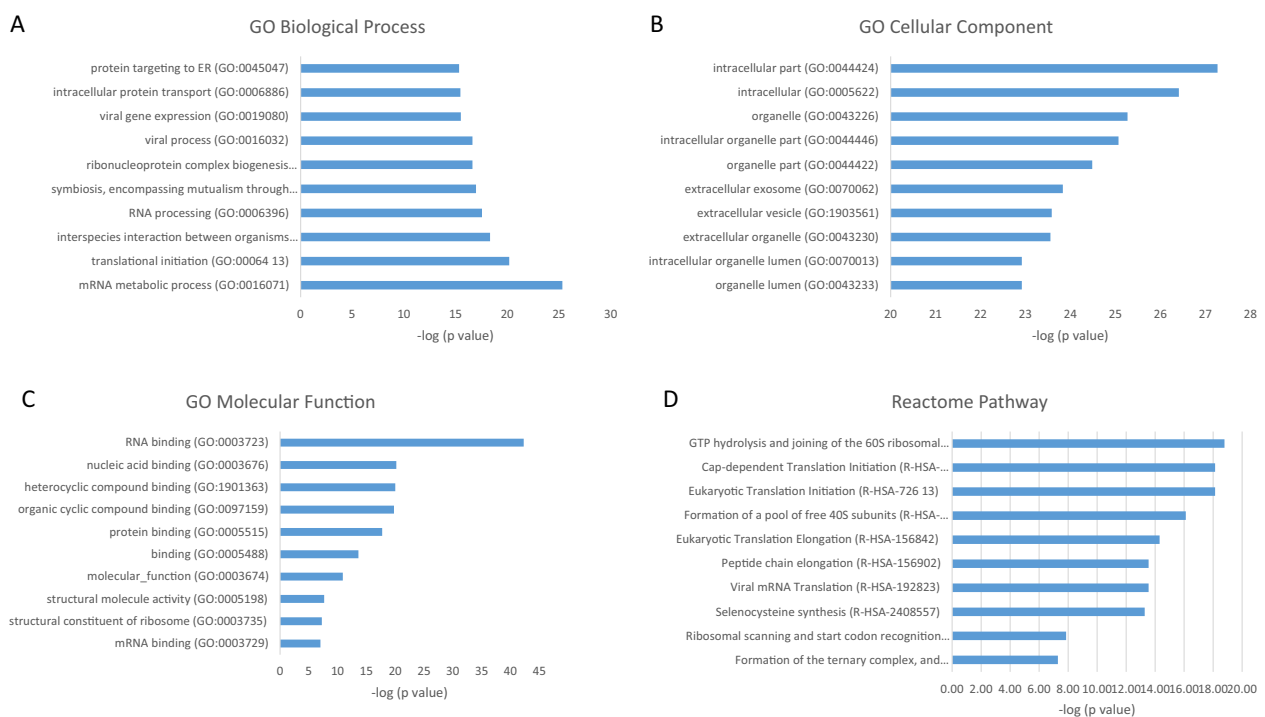 A
GO Biological Process
protein targeting to ER (GO:0045047)
intracellular protein transport (GO:0006886)
viral gene expression (GO:0019080)
viral process (GO:0016032)
ribonucleoprotein complex biogenesis...
symbiosis, encompassing mutualism through...
RNA processing (GO:0006396)
interspecies interaction between organisms...
translational initiation (GO:00064 13)
mRNA metabolic process (GO:0016071)
0 5 10 15 20 25 30
-log (p value)
B
GO Cellular Component
intracellular part (GO:0044424)
intracellular (GO:0005622)
organelle (GO:0043226)
intracellular organelle part (GO:0044446)
organelle part (GO:0044422)
extracellular exosome (GO:0070062)
extracellular vesicle (GO:1903561)
extracellular organelle (GO:0043230)
intracellular organelle lumen (GO:0070013)
organelle lumen (GO:0043233)
20 21 22 23 24 25 26 27 28
-log (p value)
C
GO Molecular Function
RNA binding (GO:0003723)
nucleic acid binding (GO:0003676)
heterocyclic compound binding (GO:1901363)
organic cyclic compound binding (GO:0097159)
protein binding (GO:0005515)
binding (GO:0005488)
molecular_function (GO:0003674)
structural molecule activity (GO:0005198)
structural constituent of ribosome (GO:0003735)
mRNA binding (GO:0003729)
0 5 10 15 20 25 30 35 40 45
-log (p value)
D
Reactome Pathway
GTP hydrolysis and joining of the 60S ribosomal...
Cap-dependent Translation Initiation (R-HSA-...
Eukaryotic Translation Initiation (R-HSA-726 13)
Formation of a pool of free 40S subunits (R-HSA-...
Eukaryotic Translation Elongation (R-HSA-156842)
Peptide chain elongation (R-HSA-156902)
Viral mRNA Translation (R-HSA-192823)
Selenocysteine synthesis (R-HSA-2408557)
Ribosomal scanning and start codon recognition...
Formation of the ternary complex, and...
0.00 2.00 4.00 6.00 8.00 10.00 12.00 14.00 16.00 18.00 20.00
-log (p value)